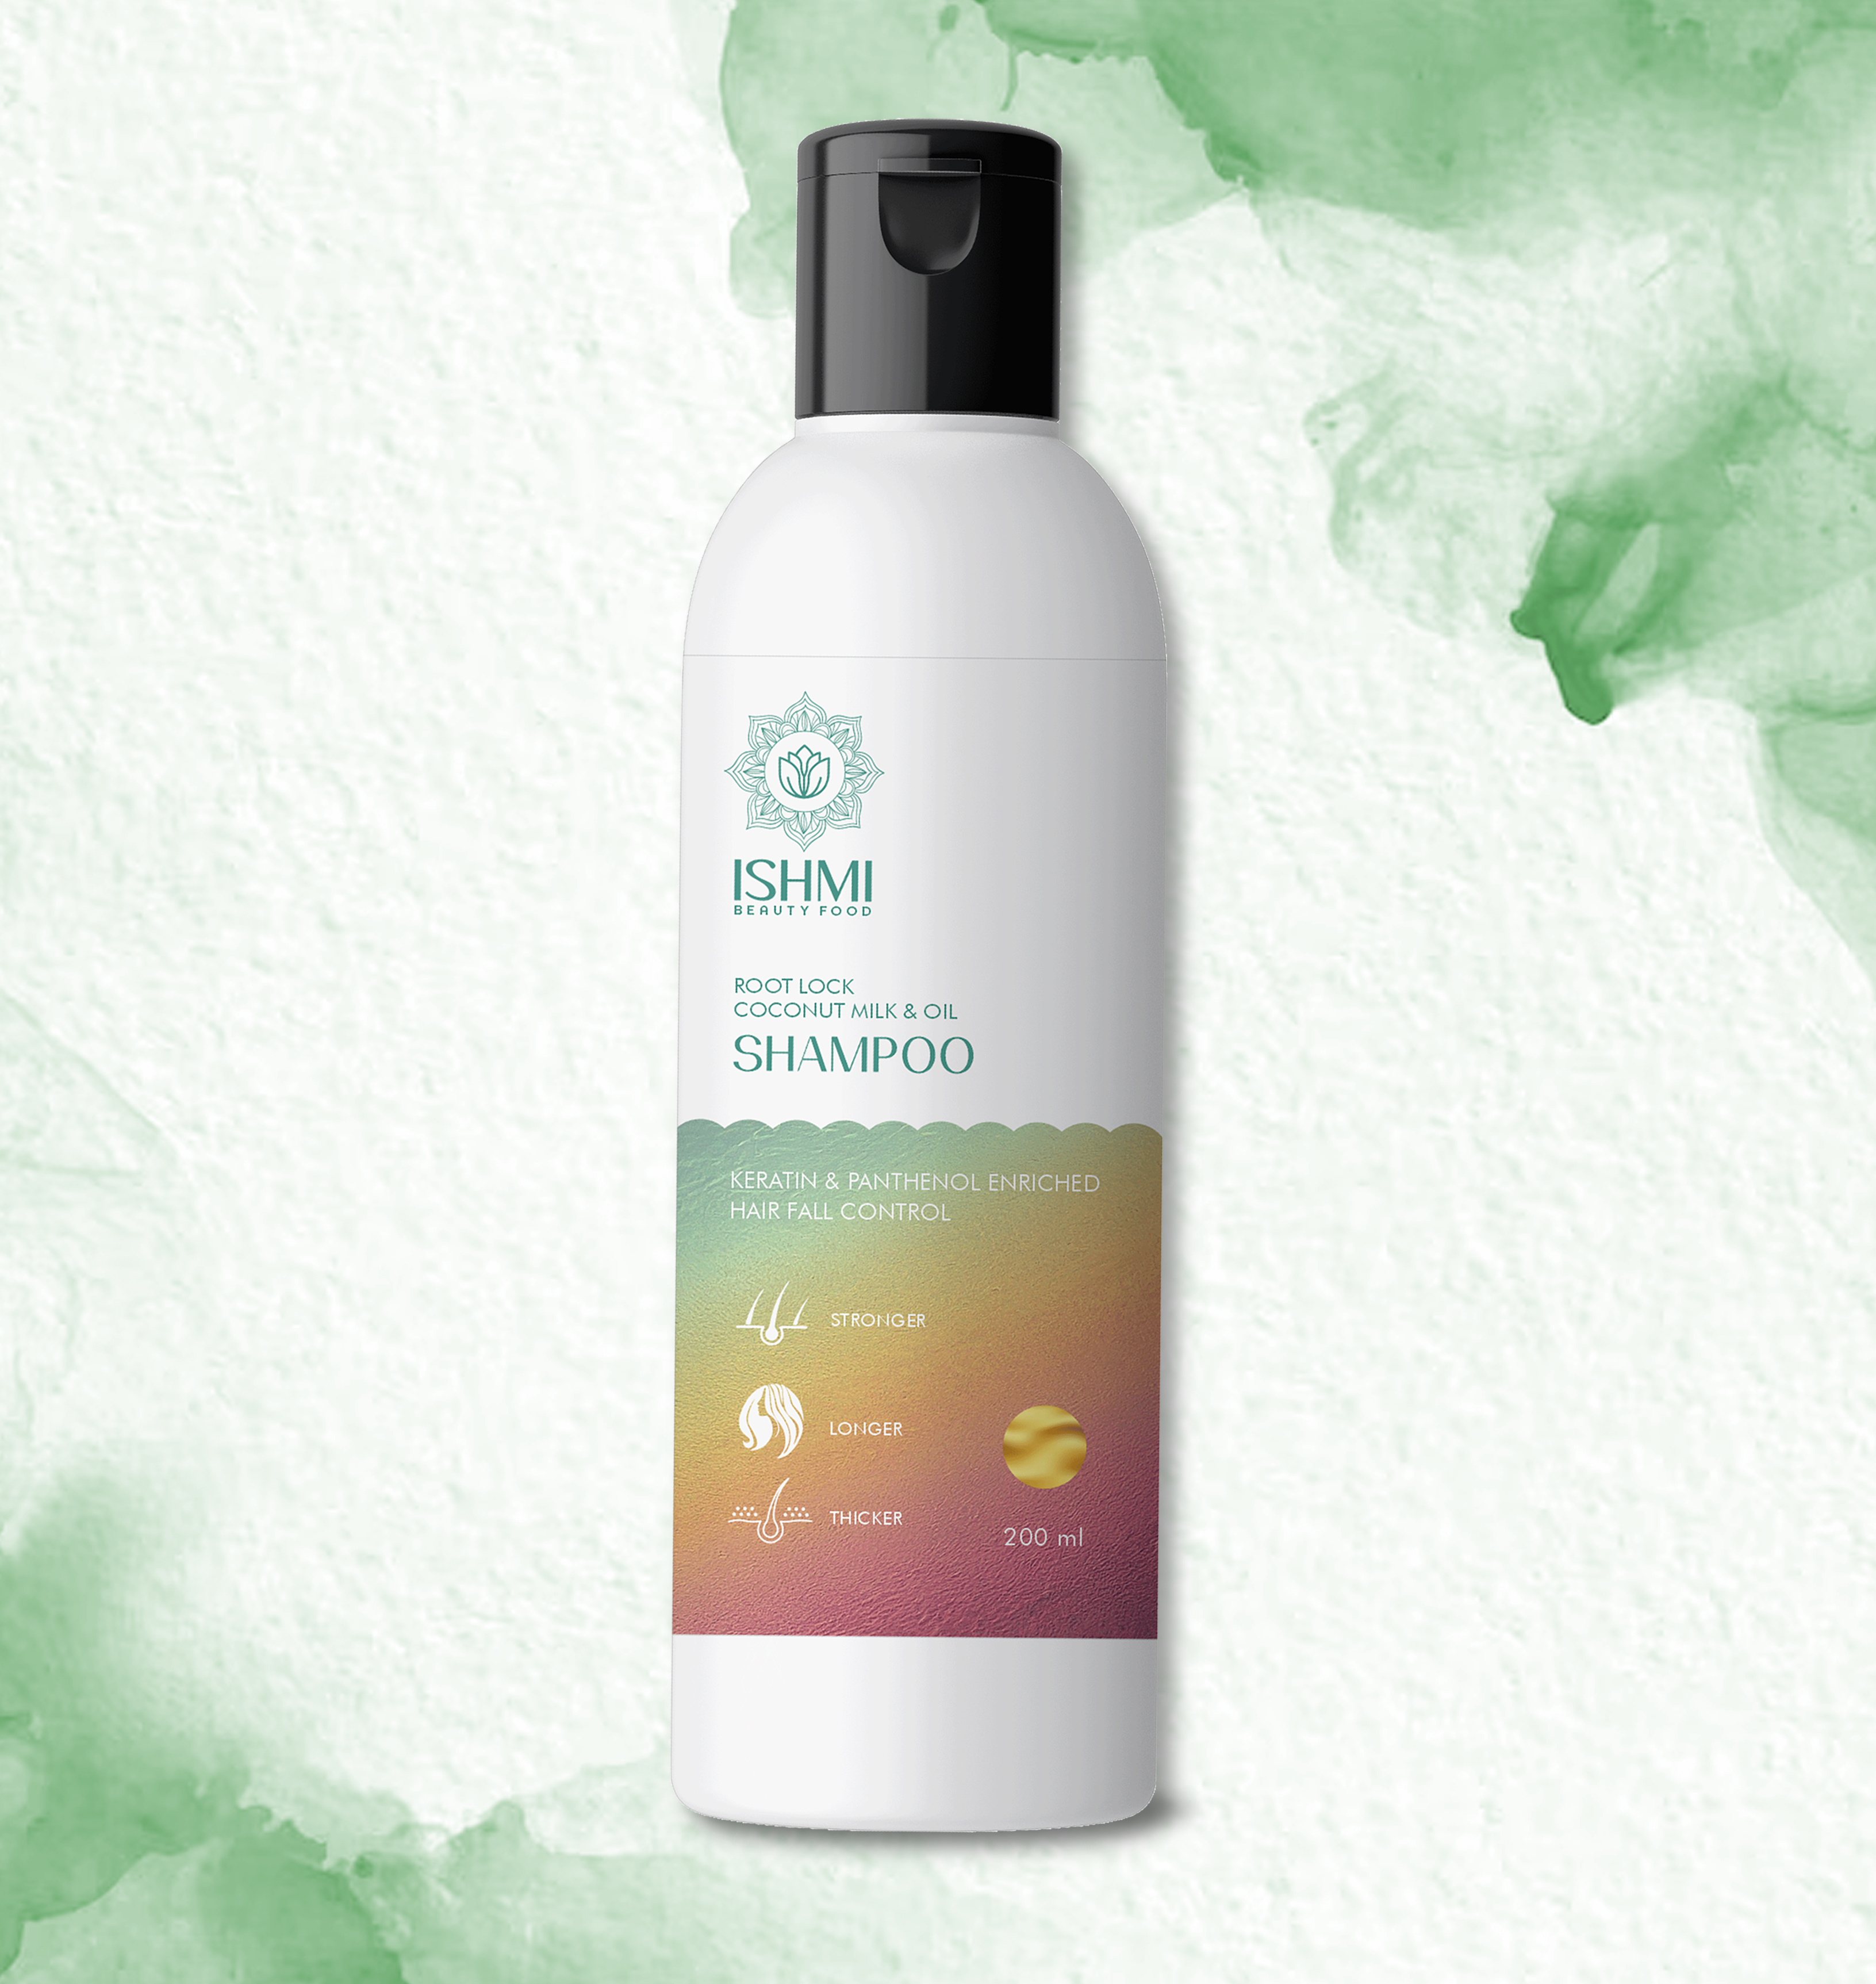 ISHMI
BEAUTY FOOD
ROOT LOCK
COCONUT MILK & OIL
SHAMPOO
KERATIN & PANTHENOL ENRICHED
HAIR FALL CONTROL
STRONGER
LONGER
THICKER
200 ml